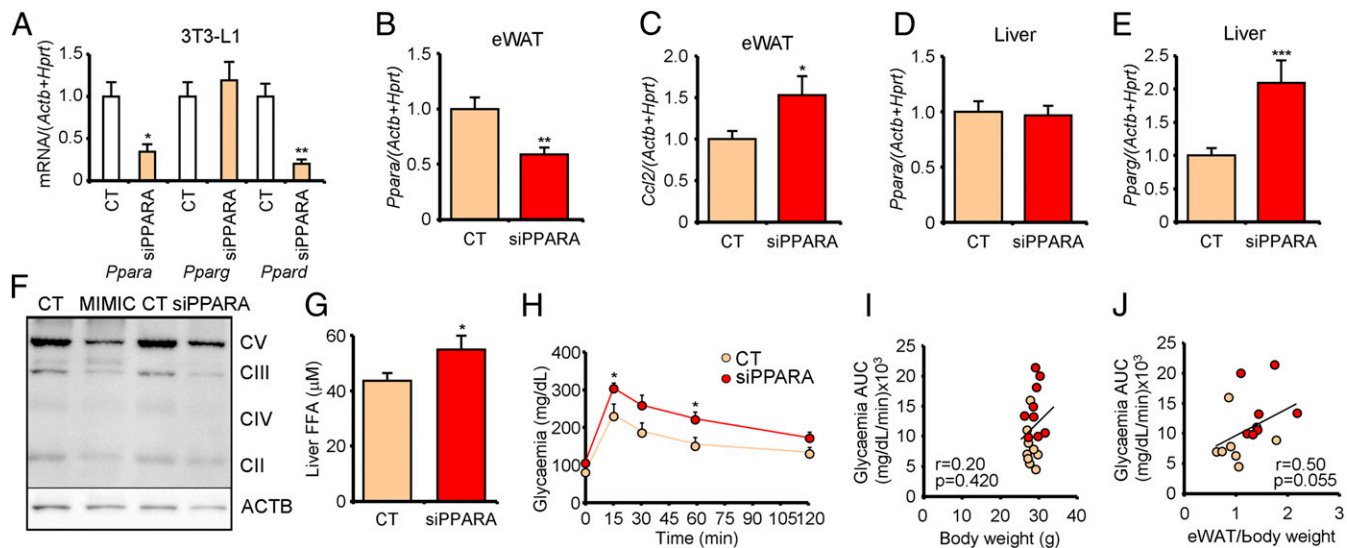 A
3T3-L1
mRNA/(Actb+Hprt)
1.0
0.5
0
*
**
CT
siPPARA
CT
siPPARA
CT
siPPARA
Ppara
Pparg
Ppard
B
eWAT
Ppara/(Actb+Hprt)
1.5
1.0
0.5
0
**
CT
siPPARA
C
eWAT
Ccl2/(Actb+Hprt)
2.0
1.5
1.0
0.5
0
*
CT
siPPARA
D
Liver
Ppara/(Actb+Hprt)
1.5
1.0
0.5
0
CT
siPPARA
E
Liver
Pparg/(Actb+Hprt)
2.5
2.0
1.5
1.0
0.5
0
***
CT
siPPARA
F
CT MIMIC CT siPPARA
CV
CIII
CIV
CII
ACTB
G
Liver FFA (μM)
80
60
40
20
0
*
CT
siPPARA
H
Glycaemia (mg/dL)
400
300
200
100
0
*
*
CT
siPPARA
0 15 30 45 60 75 90 105 120
Time (min)
I
Glycaemia AUC
(mg/dL/min)x10³
25
20
15
10
5
0
r=0.20
p=0.420
0 10 20 30 40
Body weight (g)
J
Glycaemia AUC
(mg/dL/min)x10³
25
20
15
10
5
0
r=0.50
p=0.055
0 1 2 3
eWAT/body weight